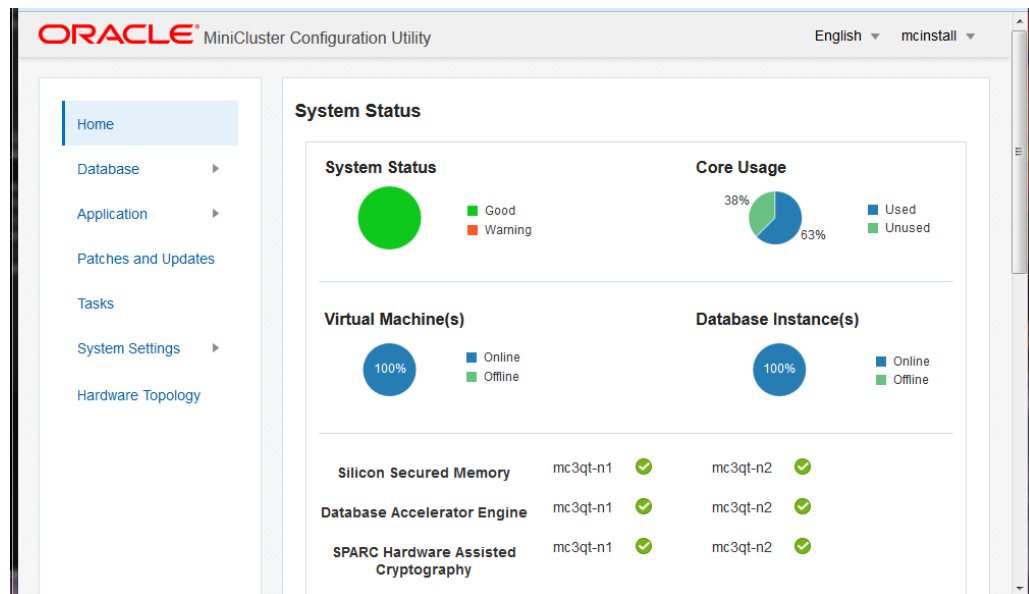 ORACLE® MiniCluster Configuration Utility
English
mcinstall
Home
Database
Application
Patches and Updates
Tasks
System Settings
Hardware Topology
System Status
System Status
Good
Warning
Core Usage
38%
63%
Used
Unused
Virtual Machine(s)
100%
Online
Offline
Database Instance(s)
100%
Online
Offline
Silicon Secured Memory mc3qt-n1 mc3qt-n2
Database Accelerator Engine mc3qt-n1 mc3qt-n2
SPARC Hardware Assisted mc3qt-n1 mc3qt-n2
Cryptography